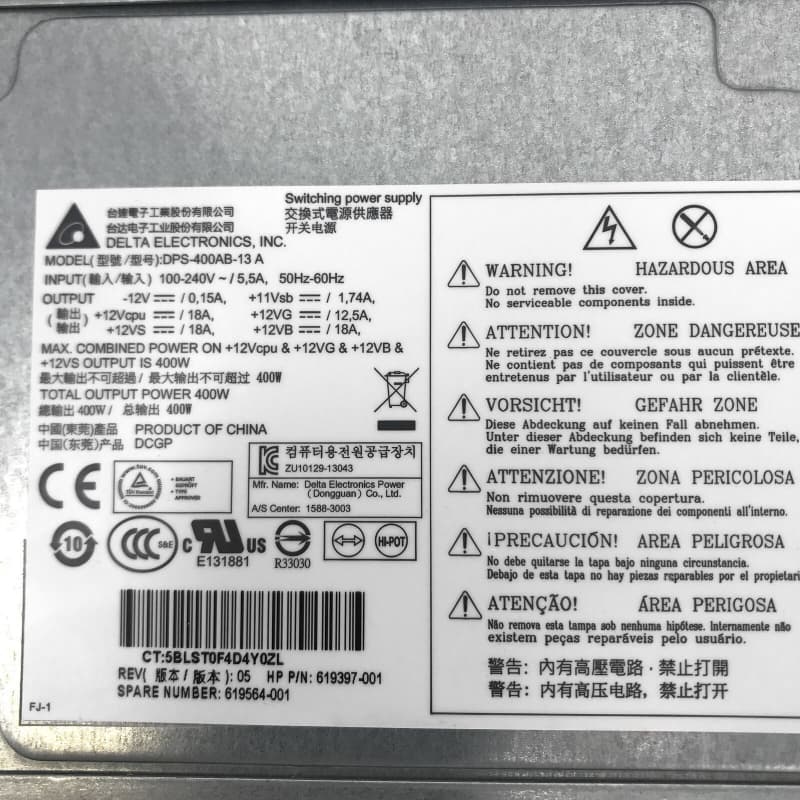 台達電子工業股份有限公司
台达电子工业股份有限公司
DELTA ELECTRONICS, INC.
Switching power supply
交換式電源供應器
开关电源
MODEL(型號/型号):DPS-400AB-13 A
INPUT(輸入/输入) 100-240V ~ / 5,5A, 50Hz-60Hz
OUTPUT -12V ⎓ / 0,15A, +11Vsb ⎓ / 1,74A,
(輸出/输出) +12Vcpu ⎓ / 18A, +12VG ⎓ / 12,5A,
+12VS ⎓ / 18A, +12VB ⎓ / 18A,
MAX. COMBINED POWER ON +12Vcpu & +12VG & +12VB &
+12VS OUTPUT IS 400W
最大輸出不可超過 / 最大输出不可超过 400W
TOTAL OUTPUT POWER 400W
總輸出 400W / 总输出 400W
中國(東莞)產品 PRODUCT OF CHINA
中国(东莞)产品 DCGP
컴퓨터용전원공급장치
ZU10129-13043
Mfr. Name: Delta Electronics Power
(Dongguan) Co., Ltd.
A/S Center: 1588-3003
CE
BAUART
GEPRÜFT
TYPE
APPROVED
10
CCC S&E
c UR US
E131881
R33030
HI-POT
CT:5BLST0F4D4Y0ZL
REV( 版本 / 版本 ): 05 HP P/N: 619397-001
SPARE NUMBER: 619564-001
FJ-1
WARNING! HAZARDOUS AREA
Do not remove this cover.
No serviceable components inside.
ATTENTION! ZONE DANGEREUSE
Ne retirez pas ce couvercle sous aucun prétexte.
Ne contient pas de composants qui puissent être
entretenus par l'utilisateur ou par la clientèle.
VORSICHT! GEFAHR ZONE
Diese Abdeckung auf keinen Fall abnehmen.
Unter dieser Abdeckung befinden sich keine Teile,
die einer Wartung bedürfen.
ATTENZIONE! ZONA PERICOLOSA
Non rimuovere questa copertura.
Nessuna possibilità di reparazione dei componenti all'interno.
¡PRECAUCIÓN! AREA PELIGROSA
No debe quitarse la tapa bajo ninguna circunstancia.
Debajo de esta tapa no hay piezas reparables por el propietari
ATENÇÃO! ÁREA PERIGOSA
Não remova esta tampa sob nenhuma hipótese. Internamente não
existem peças reparáveis pelo usuário.
警告: 內有高壓電路 · 禁止打開
警告: 内有高压电路, 禁止打开